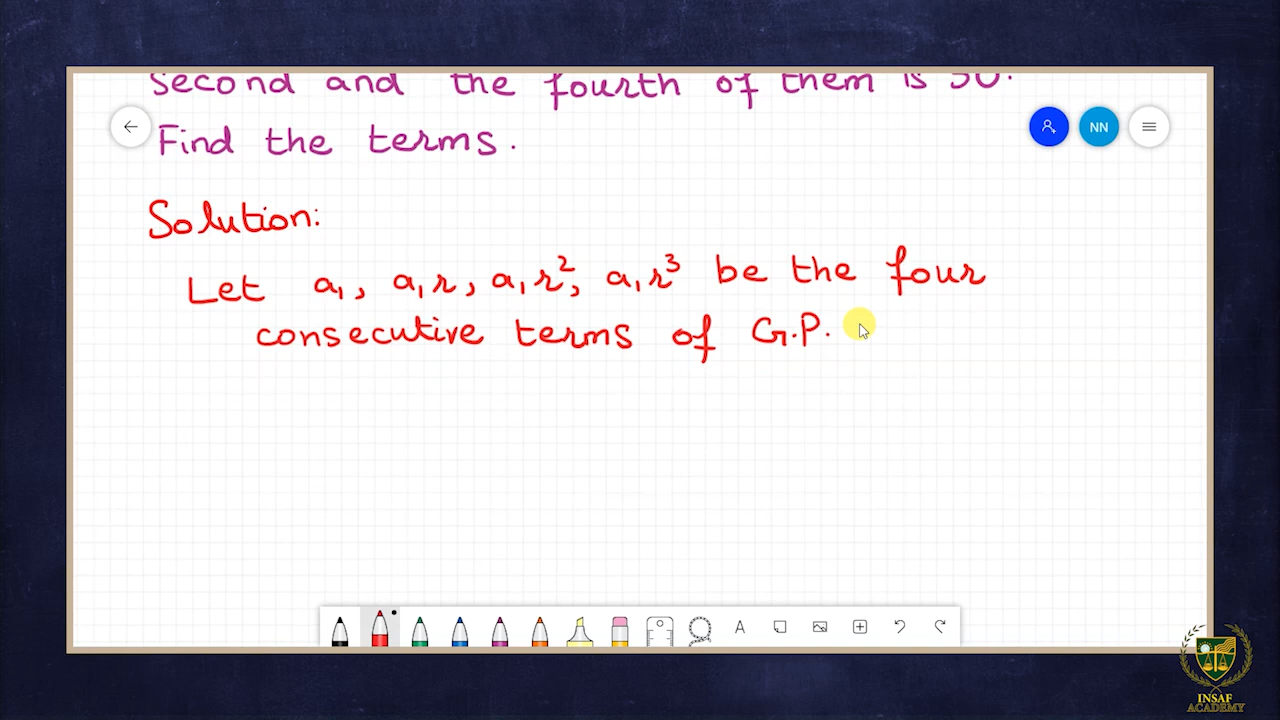 second and the fourth of them is 30.
Find the terms.
NN
Solution:
Let a₁, a₁r, a₁r², a₁r³ be the four
consecutive terms of G.P.
A
INSAF
ACADEMY